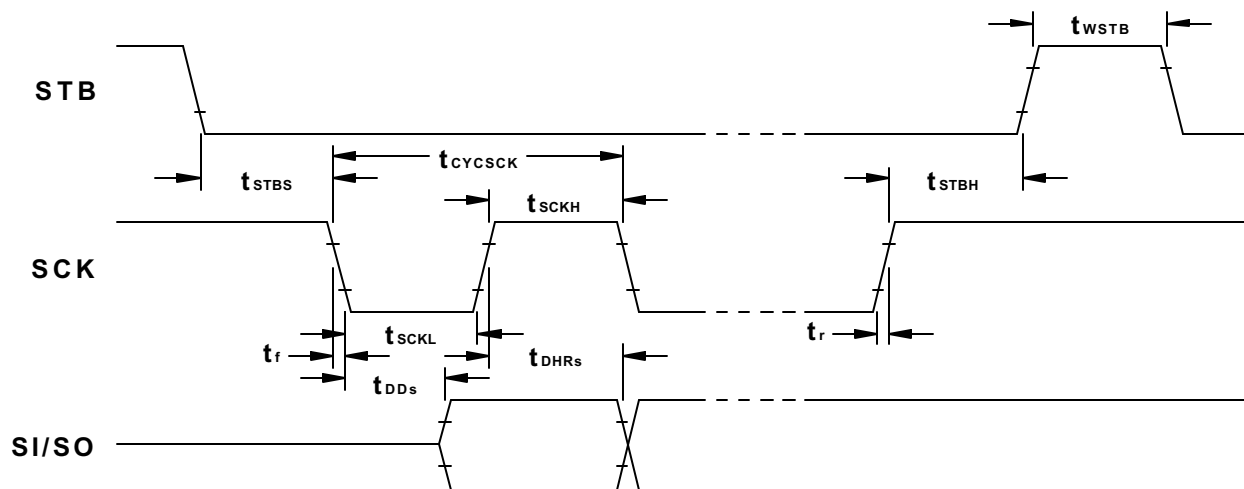 tWSTB
STB
tCYCSCK
tSTBS
tSTBH
tSCKH
SCK
tSCKL
tr
tf
tDHRs
tDDs
SI/SO